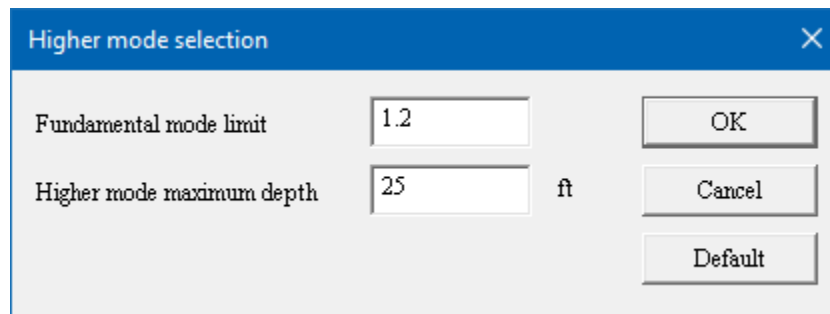 Higher mode selection
Fundamental mode limit 1.2 OK
Higher mode maximum depth 25 ft Cancel
Default